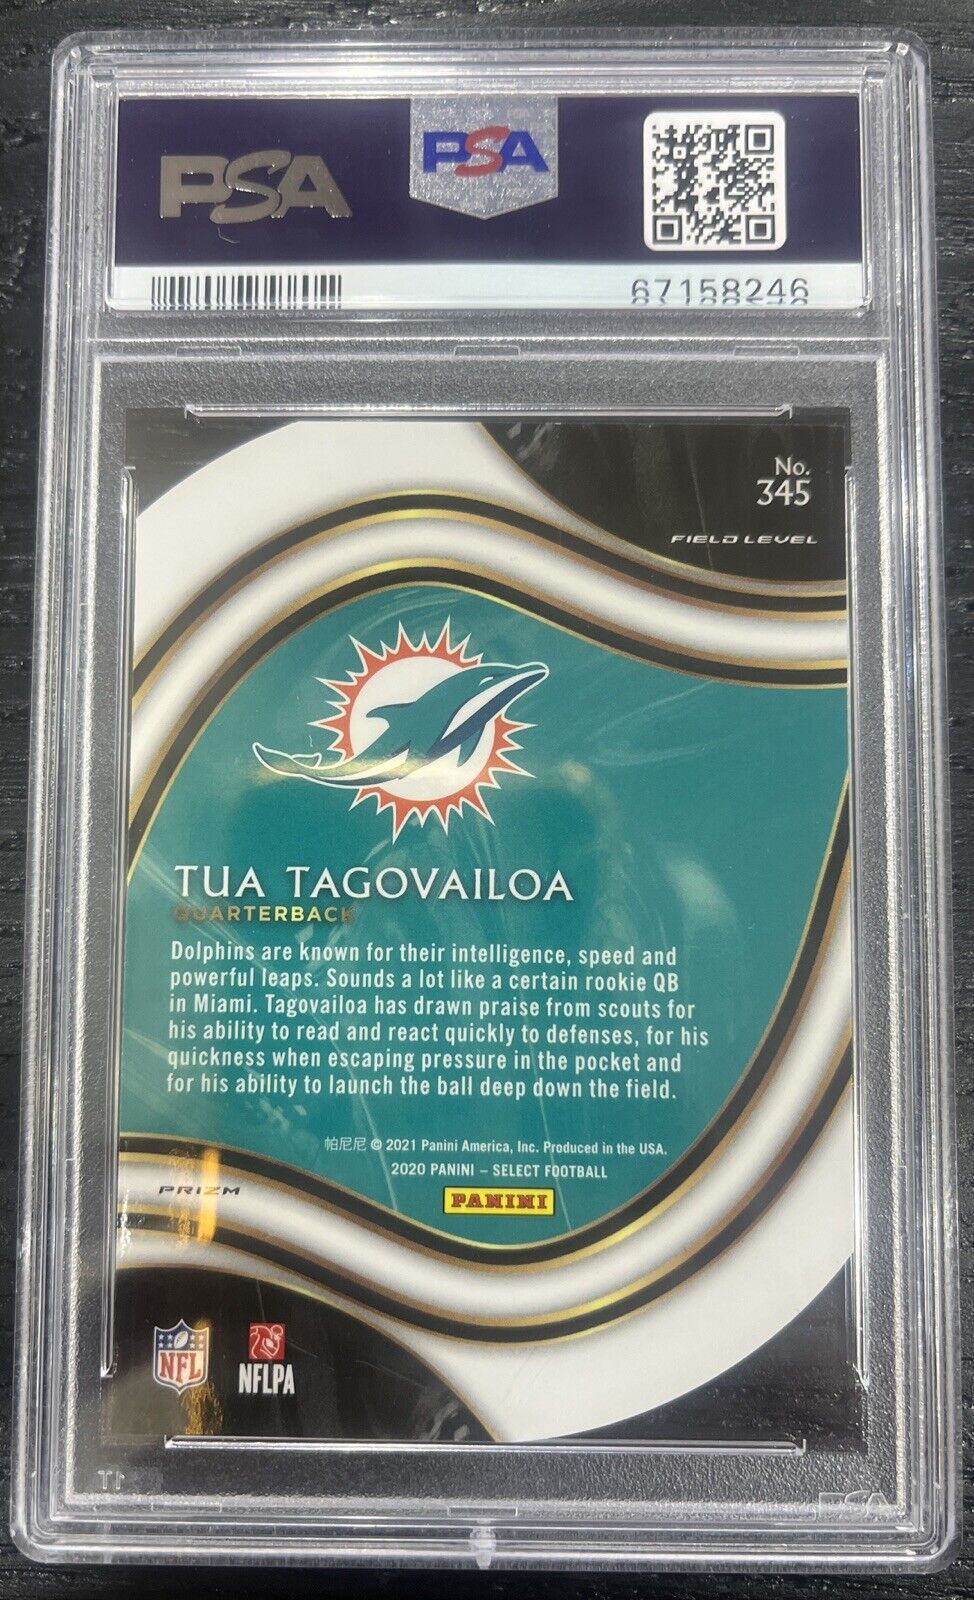 PSA
PSA
67158246
No.
345
FIELD LEVEL
TUA TAGOVAILOA
QUARTERBACK
Dolphins are known for their intelligence, speed and
powerful leaps. Sounds a lot like a certain rookie QB
in Miami. Tagovailoa has drawn praise from scouts for
his ability to read and react quickly to defenses, for his
quickness when escaping pressure in the pocket and
for his ability to launch the ball deep down the field.
帕尼尼 © 2021 Panini America, Inc. Produced in the USA.
2020 PANINI – SELECT FOOTBALL
PANINI
PRIZM
NFL
NFLPA
PSA